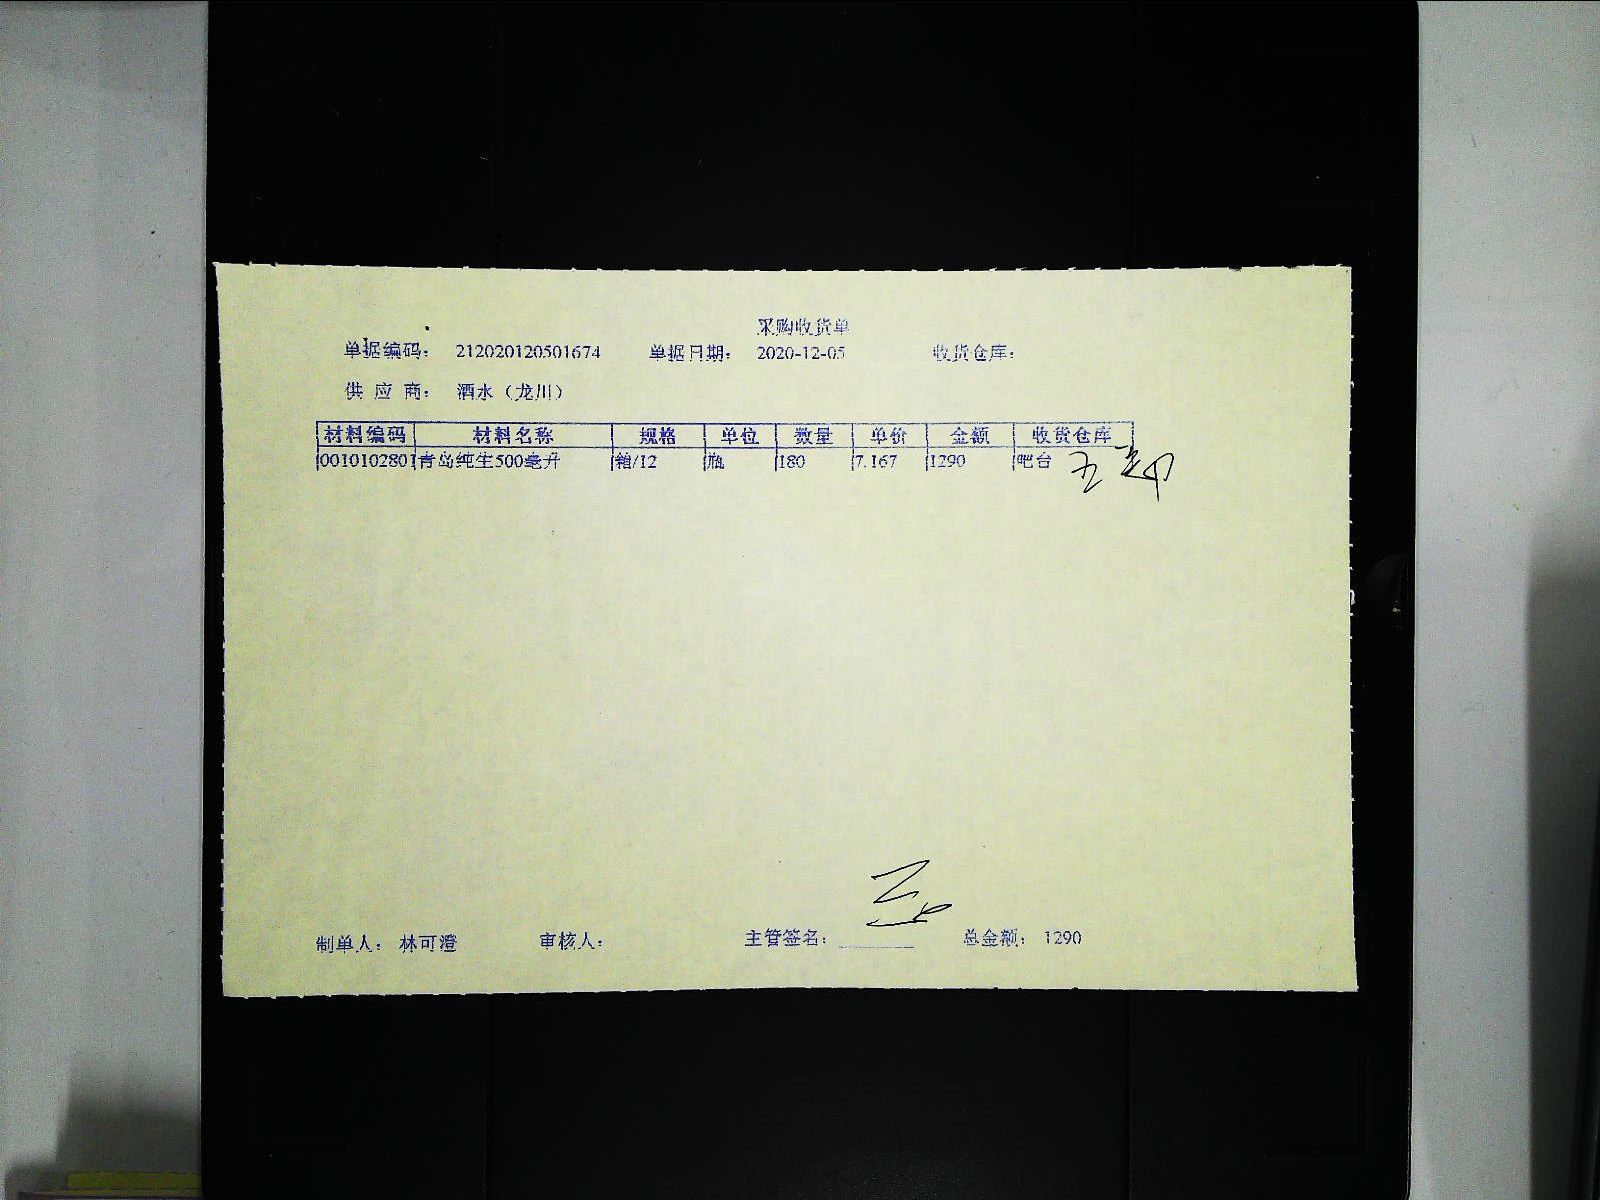 采购收货单
单据编码： 212020120501674 单据日期： 2020-12-05 收货仓库：
供 应 商： 酒水（龙川）
材料编码 材料名称 规格 单位 数量 单价 金额 收货仓库
0010102801 青岛纯生500毫升 箱/12 瓶 180 7.167 1290 吧台
制单人： 林可澄 审核人： 主管签名： 总金额： 1290